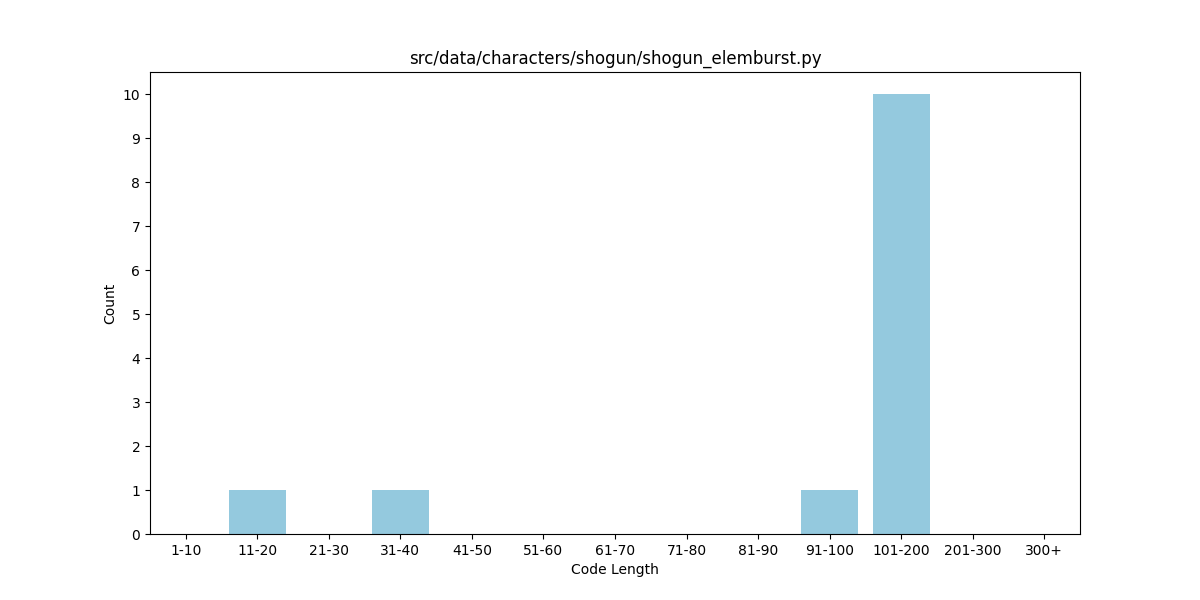 src/data/characters/shogun/shogun_elemburst.py
Count
10
9
8
7
6
5
4
3
2
1
0
1-10 11-20 21-30 31-40 41-50 51-60 61-70 71-80 81-90 91-100 101-200 201-300 300+
Code Length